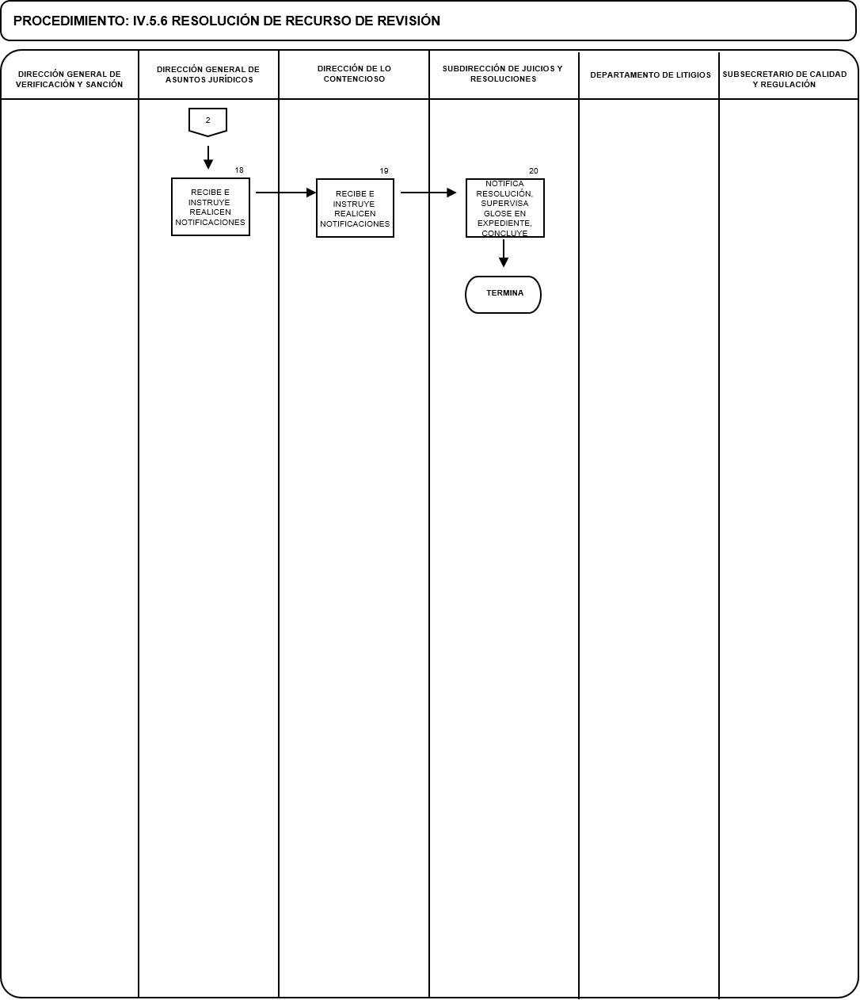 PROCEDIMIENTO: IV.5.6 RESOLUCIÓN DE RECURSO DE REVISIÓN
DIRECCIÓN GENERAL DE
VERIFICACIÓN Y SANCIÓN
DIRECCIÓN GENERAL DE
ASUNTOS JURÍDICOS
DIRECCIÓN DE LO
CONTENCIOSO
SUBDIRECCIÓN DE JUICIOS Y
RESOLUCIONES
DEPARTAMENTO DE LITIGIOS
SUBSECRETARIO DE CALIDAD
Y REGULACIÓN
2
18
RECIBE E
INSTRUYE
REALICEN
NOTIFICACIONES
19
RECIBE E
INSTRUYE
REALICEN
NOTIFICACIONES
20
NOTIFICA
RESOLUCIÓN,
SUPERVISA
GLOSE EN
EXPEDIENTE,
CONCLUYE
TERMINA